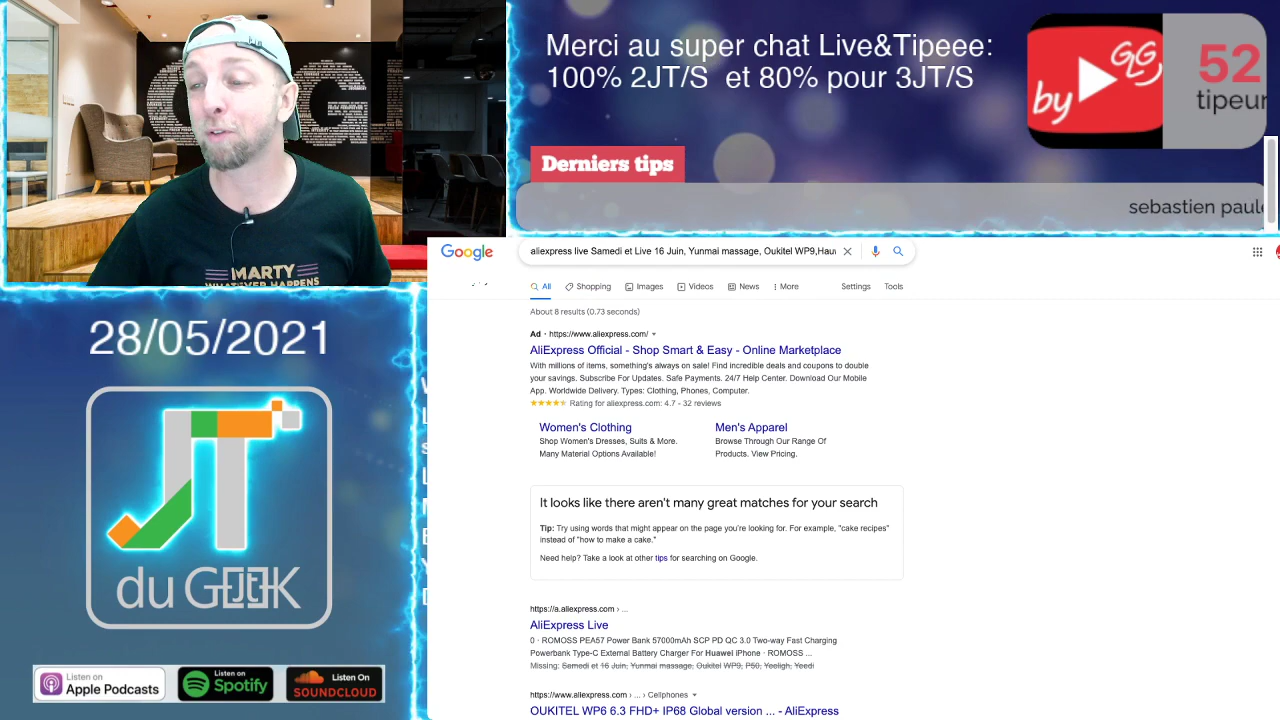 Merci au super chat Live&Tipeee:
100% 2JT/S et 80% pour 3JT/S
by GG
52
tipeur
Derniers tips
sebastien paule
MARTY
WHATEVER HAPPENS
28/05/2021
JT
du GEEK
Listen on
Apple Podcasts
Listen on
Spotify
Listen On
SOUNDCLOUD
Google
aliexpress live Samedi et Live 16 Juin, Yunmai massage, Oukitel WP9,Hauw
All
Shopping
Images
Videos
News
More
Settings
Tools
About 8 results (0.73 seconds)
Ad · https://www.aliexpress.com/
AliExpress Official - Shop Smart & Easy - Online Marketplace
With millions of items, something's always on sale! Find incredible deals and coupons to double
your savings. Subscribe For Updates. Safe Payments. 24/7 Help Center. Download Our Mobile
App. Worldwide Delivery. Types: Clothing, Phones, Computer.
Rating for aliexpress.com: 4.7 - 32 reviews
Women's Clothing
Shop Women's Dresses, Suits & More.
Many Material Options Available!
Men's Apparel
Browse Through Our Range Of
Products. View Pricing.
It looks like there aren't many great matches for your search
Tip: Try using words that might appear on the page you're looking for. For example, "cake recipes"
instead of "how to make a cake."
Need help? Take a look at other tips for searching on Google.
https://a.aliexpress.com › ...
AliExpress Live
0 · ROMOSS PEA57 Power Bank 57000mAh SCP PD QC 3.0 Two-way Fast Charging
Powerbank Type-C External Battery Charger For Huawei iPhone · ROMOSS ...
Missing: Samedi et 16 Juin, Yunmai massage, Oukitel WP9, P50, Yeeligh, Yeedi
https://www.aliexpress.com › ... › Cellphones
OUKITEL WP6 6.3 FHD+ IP68 Global version ... - AliExpress